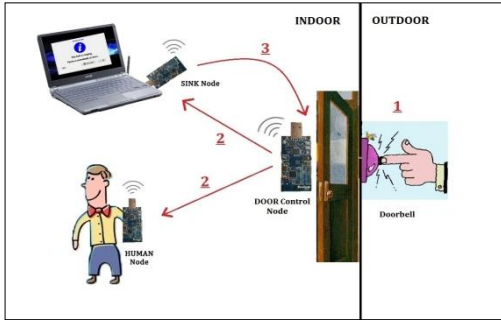 INDOOR
OUTDOOR
3
SINK Node
1
2
2
DOOR Control
Node
Doorbell
HUMAN
Node